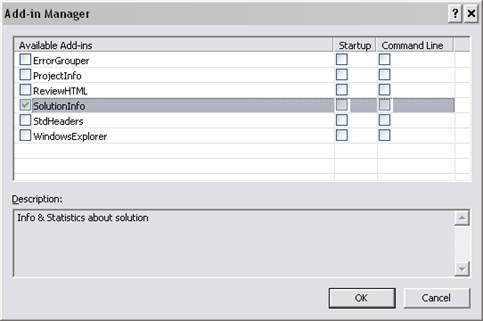 Add-in Manager
Available Add-ins Startup Command Line
ErrorGrouper
ProjectInfo
ReviewHTML
SolutionInfo
StdHeaders
WindowsExplorer
Description:
Info & Statistics about solution
OK Cancel